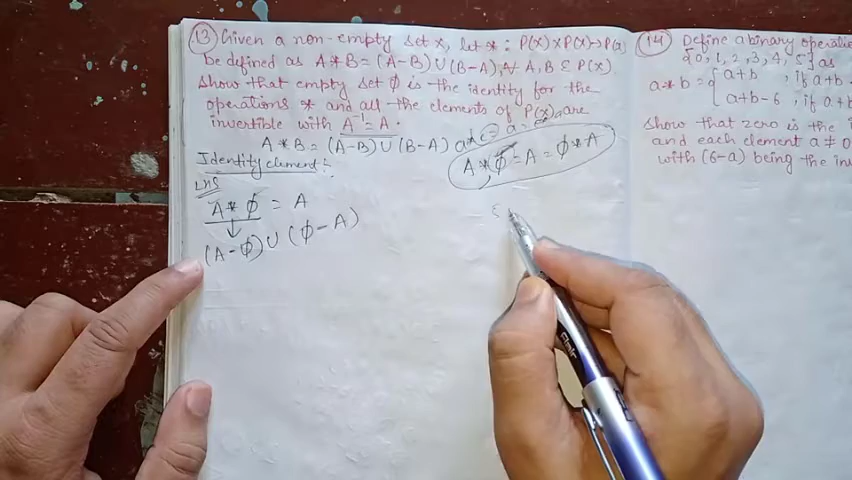 (13) Given a non-empty set x, let * : P(X) x P(X) → P(X)
be defined as A * B = (A-B) ∪ (B-A), ∀ A, B ε P(X).
Show that empty set ϕ is the identity for the
operations * and all the elements of P(X) are
invertible with A⁻¹ = A.
A * B = (A-B) ∪ (B-A)
Identity element:
A * ϕ = A = ϕ * A
LHS
A * ϕ = A
(A - ϕ) ∪ (ϕ - A)
(14) Define a binary operatio
{0, 1, 2, 3, 4, 5} as
a * b = { a+b , if a+b
a+b-6 , if a+b
Show that zero is the i
and each element a ≠ 0
with (6-a) being the inv
Flair